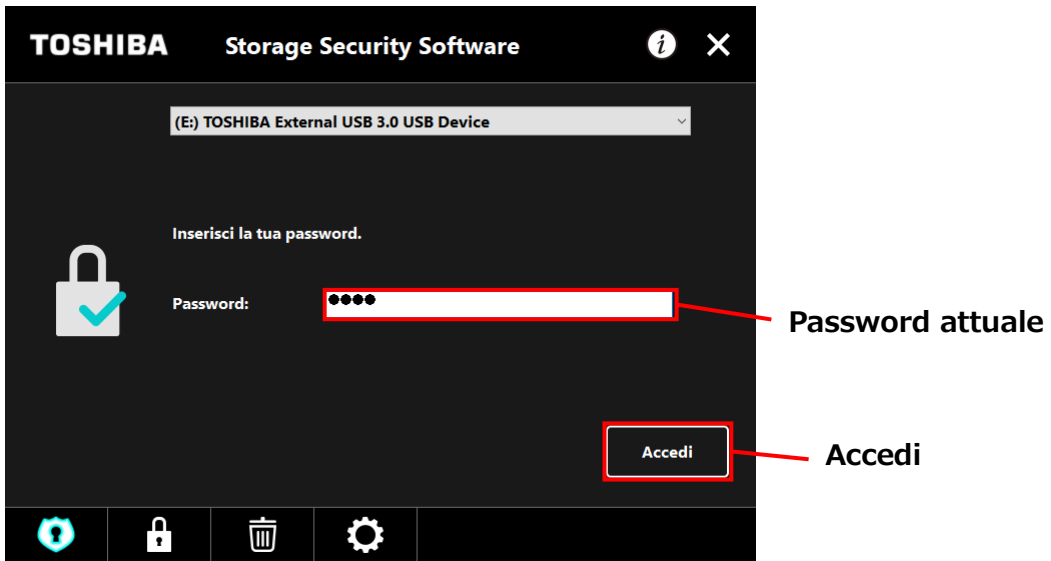 TOSHIBA Storage Security Software
(E:) TOSHIBA External USB 3.0 USB Device
Inserisci la tua password.
Password:
Password attuale
Accedi
Accedi